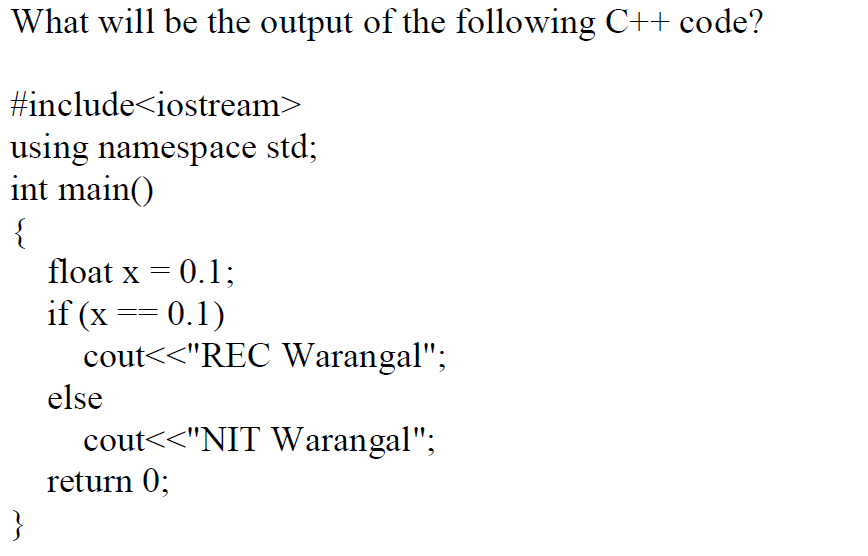 What will be the output of the following C++ code?
#include<iostream>
using namespace std;
int main()
{
float x = 0.1;
if (x == 0.1)
cout<<"REC Warangal";
else
cout<<"NIT Warangal";
return 0;
}